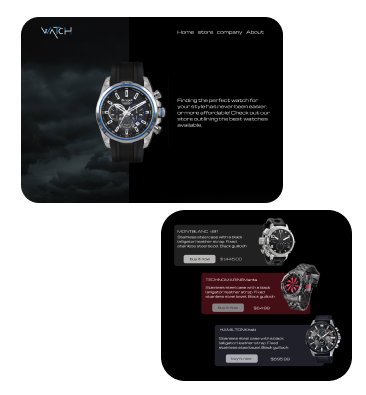 WATCH
Home store company About
Finding the perfect watch for
your style has never been easier,
or more affordable! Check out our
store outlining the best watches
available.
MONTBLANC
Stainless steel case with a black
(alligator) leather strap. Fixed
stainless steel bezel. Black guilloch
Buy it now
TECHNOMARINE Manta
Stainless steel case with a black
(alligator) leather strap. Fixed
stainless steel bezel. Black guilloch
Buy it now
HAMILTON Khaki
Stainless steel case with a black
(alligator) leather strap. Fixed
stainless steel bezel. Black guilloch
buy it now
$695.99